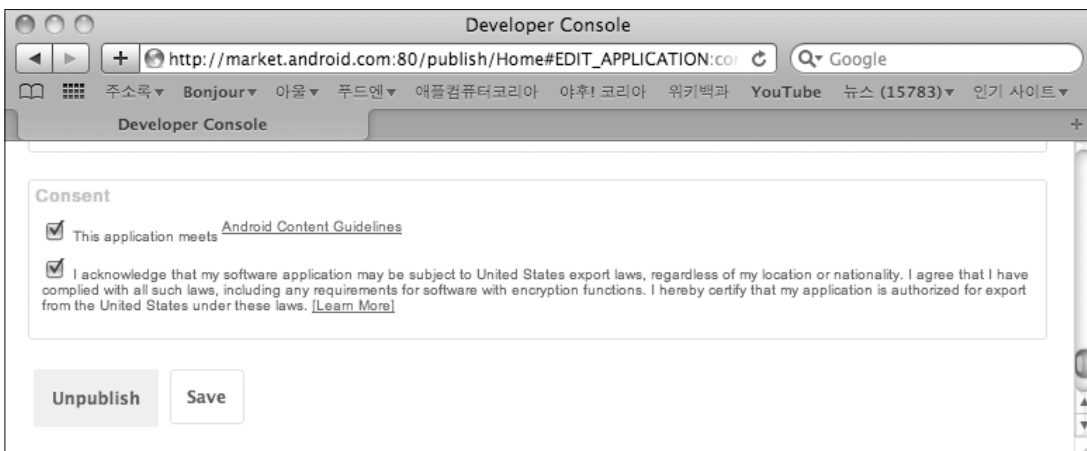 Developer Console
http://market.android.com:80/publish/Home#EDIT_APPLICATION:cor
Google
주소록 Bonjour 아울 푸드엔 애플컴퓨터코리아 야후! 코리아 위키백과 YouTube 뉴스 (15783) 인기 사이트
Developer Console
Consent
This application meets Android Content Guidelines
I acknowledge that my software application may be subject to United States export laws, regardless of my location or nationality. I agree that I have
complied with all such laws, including any requirements for software with encryption functions. I hereby certify that my application is authorized for export
from the United States under these laws. [Learn More]
Unpublish Save